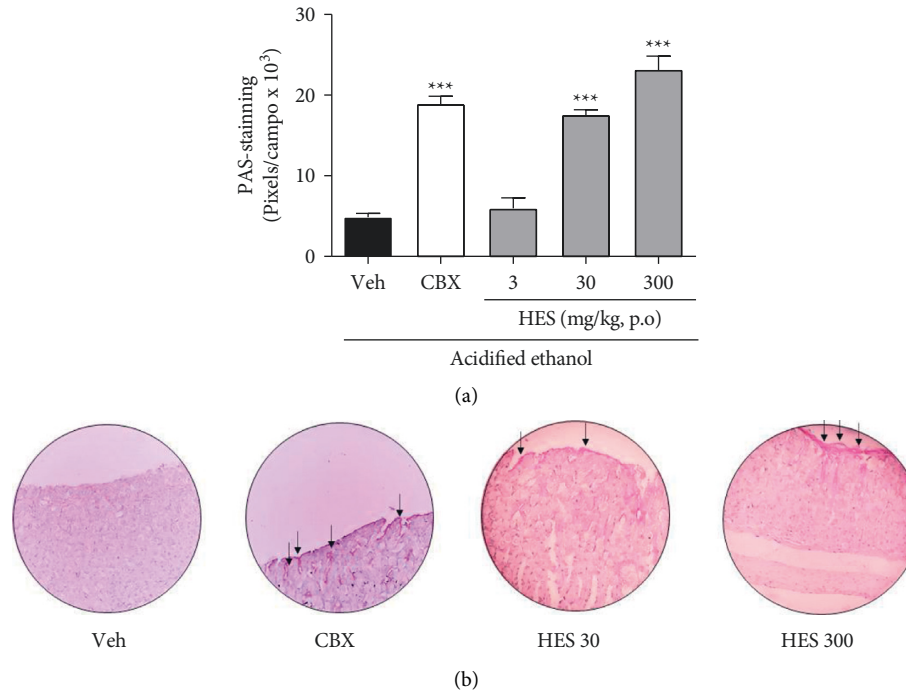 30
20
10
0
PAS-stainning
(Pixels/campo x 10³)
***
***
***
Veh CBX 3 30 300
HES (mg/kg, p.o)
Acidified ethanol
(a)
Veh CBX HES 30 HES 300
(b)